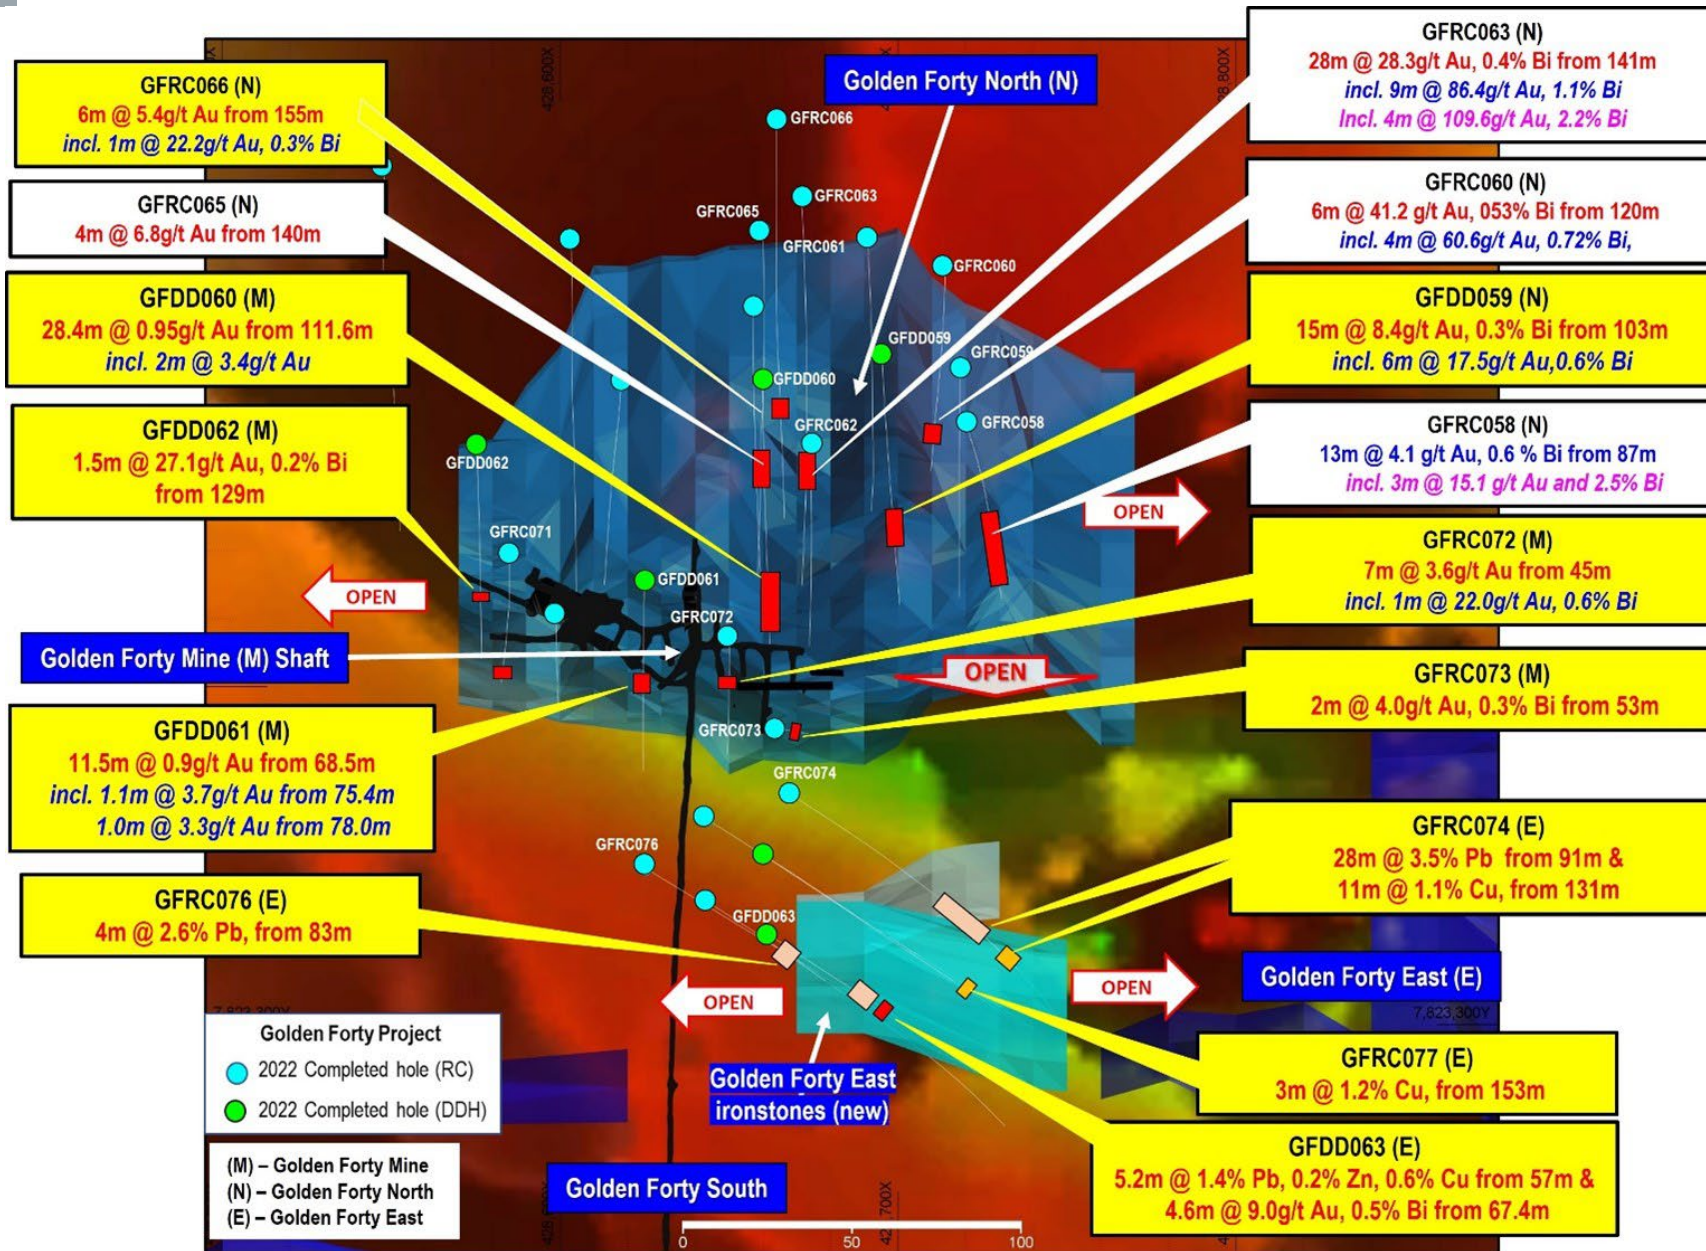 GFRC066 (N)
6m @ 5.4g/t Au from 155m
incl. 1m @ 22.2g/t Au, 0.3% Bi
GFRC065 (N)
4m @ 6.8g/t Au from 140m
GFDD060 (M)
28.4m @ 0.95g/t Au from 111.6m
incl. 2m @ 3.4g/t Au
GFDD062 (M)
1.5m @ 27.1g/t Au, 0.2% Bi
from 129m
OPEN
Golden Forty Mine (M) Shaft
GFDD061 (M)
11.5m @ 0.9g/t Au from 68.5m
incl. 1.1m @ 3.7g/t Au from 75.4m
1.0m @ 3.3g/t Au from 78.0m
GFRC076 (E)
4m @ 2.6% Pb, from 83m
Golden Forty Project
2022 Completed hole (RC)
2022 Completed hole (DDH)
(M) – Golden Forty Mine
(N) – Golden Forty North
(E) – Golden Forty East
428,600X
428,800X
Golden Forty North (N)
GFRC066
GFRC063
GFRC065
GFRC061
GFRC060
GFDD059
GFRC059
GFDD060
GFRC062
GFRC058
GFDD062
GFRC071
GFDD061
GFRC072
OPEN
OPEN
GFRC073
GFRC074
GFRC076
GFDD063
OPEN
OPEN
Golden Forty East
ironstones (new)
Golden Forty South
0
50
100
7,823,300Y
GFRC063 (N)
28m @ 28.3g/t Au, 0.4% Bi from 141m
incl. 9m @ 86.4g/t Au, 1.1% Bi
Incl. 4m @ 109.6g/t Au, 2.2% Bi
GFRC060 (N)
6m @ 41.2 g/t Au, 053% Bi from 120m
incl. 4m @ 60.6g/t Au, 0.72% Bi,
GFDD059 (N)
15m @ 8.4g/t Au, 0.3% Bi from 103m
incl. 6m @ 17.5g/t Au,0.6% Bi
GFRC058 (N)
13m @ 4.1 g/t Au, 0.6 % Bi from 87m
incl. 3m @ 15.1 g/t Au and 2.5% Bi
GFRC072 (M)
7m @ 3.6g/t Au from 45m
incl. 1m @ 22.0g/t Au, 0.6% Bi
GFRC073 (M)
2m @ 4.0g/t Au, 0.3% Bi from 53m
GFRC074 (E)
28m @ 3.5% Pb from 91m &
11m @ 1.1% Cu, from 131m
Golden Forty East (E)
GFRC077 (E)
3m @ 1.2% Cu, from 153m
GFDD063 (E)
5.2m @ 1.4% Pb, 0.2% Zn, 0.6% Cu from 57m &
4.6m @ 9.0g/t Au, 0.5% Bi from 67.4m